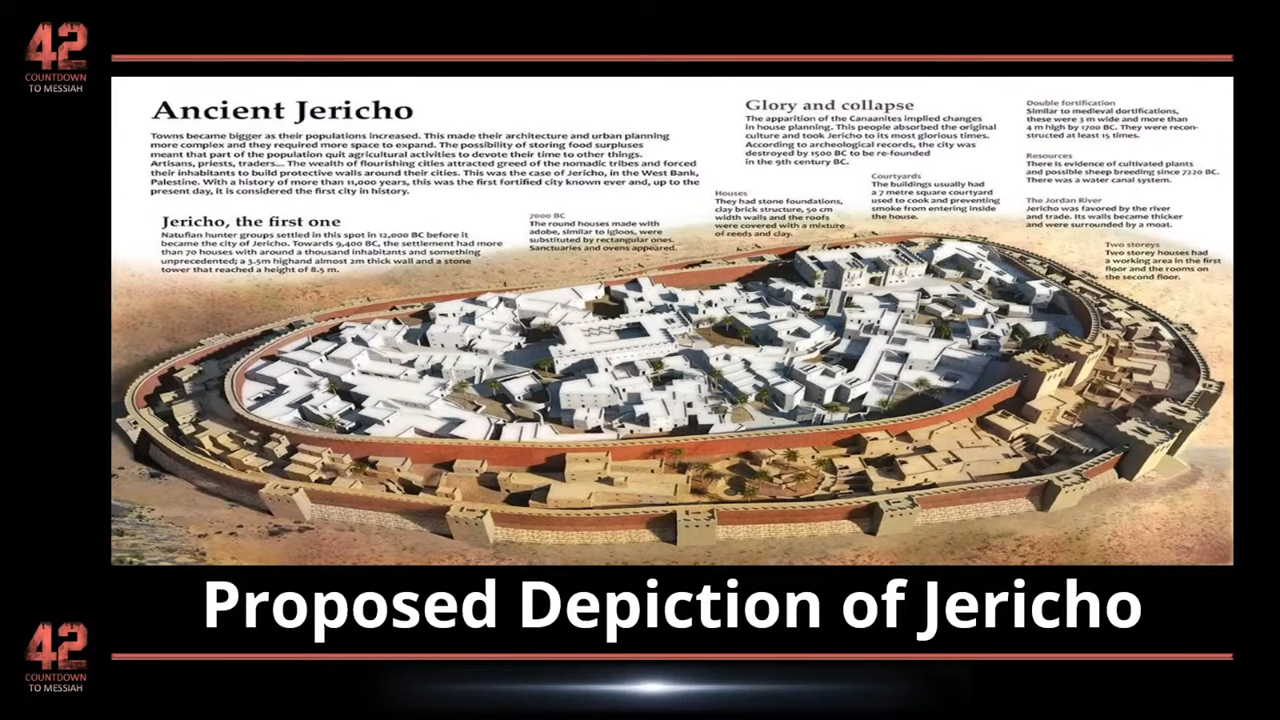 42
COUNTDOWN
TO MESSIAH
Ancient Jericho
Towns became bigger as their populations increased. This made their architecture and urban planning
more complex and they required more space to expand. The possibility of storing food surpluses
meant that part of the population quit agricultural activities to devote their time to other things.
Artisans, priests, traders... The wealth of flourishing cities attracted greed of the nomadic tribes and forced
their inhabitants to build protective walls around their cities. This was the case of Jericho, in the West Bank,
Palestine. With a history of more than 11,000 years, this was the first fortified city known ever and, up to the
present day, it is considered the first city in history.
Jericho, the first one
Natufian hunter groups settled in this spot in 12,000 BC before it
became the city of Jericho. Towards 9,400 BC, the settlement had more
than 70 houses with around a thousand inhabitants and something
unprecedented; a 3.5m highand almost 2m thick wall and a stone
tower that reached a height of 8.5 m.
7000 BC
The round houses made with
adobe, similar to igloos, were
substituted by rectangular ones.
Sanctuaries and ovens appeared.
Glory and collapse
The apparition of the Canaanites implied changes
in house planning. This people absorbed the original
culture and took Jericho to its most glorious times.
According to archeological records, the city was
destroyed by 1500 BC to be re-founded
in the 9th century BC.
Houses
They had stone foundations,
clay brick structure, 50 cm
width walls and the roofs
were covered with a mixture
of reeds and clay.
Courtyards
The buildings usually had
a 7 metre square courtyard
used to cook and preventing
smoke from entering inside
the house.
Double fortification
Similar to medieval dortifications,
these were 3 m wide and more than
4 m high by 1700 BC. They were recon-
structed at least 15 times.
Resources
There is evidence of cultivated plants
and possible sheep breeding since 7220 BC.
There was a water canal system.
The Jordan River
Jericho was favored by the river
and trade. Its walls became thicker
and were surrounded by a moat.
Two storeys
Two storey houses had
a working area in the first
floor and the rooms on
the second floor.
Proposed Depiction of Jericho
42
COUNTDOWN
TO MESSIAH